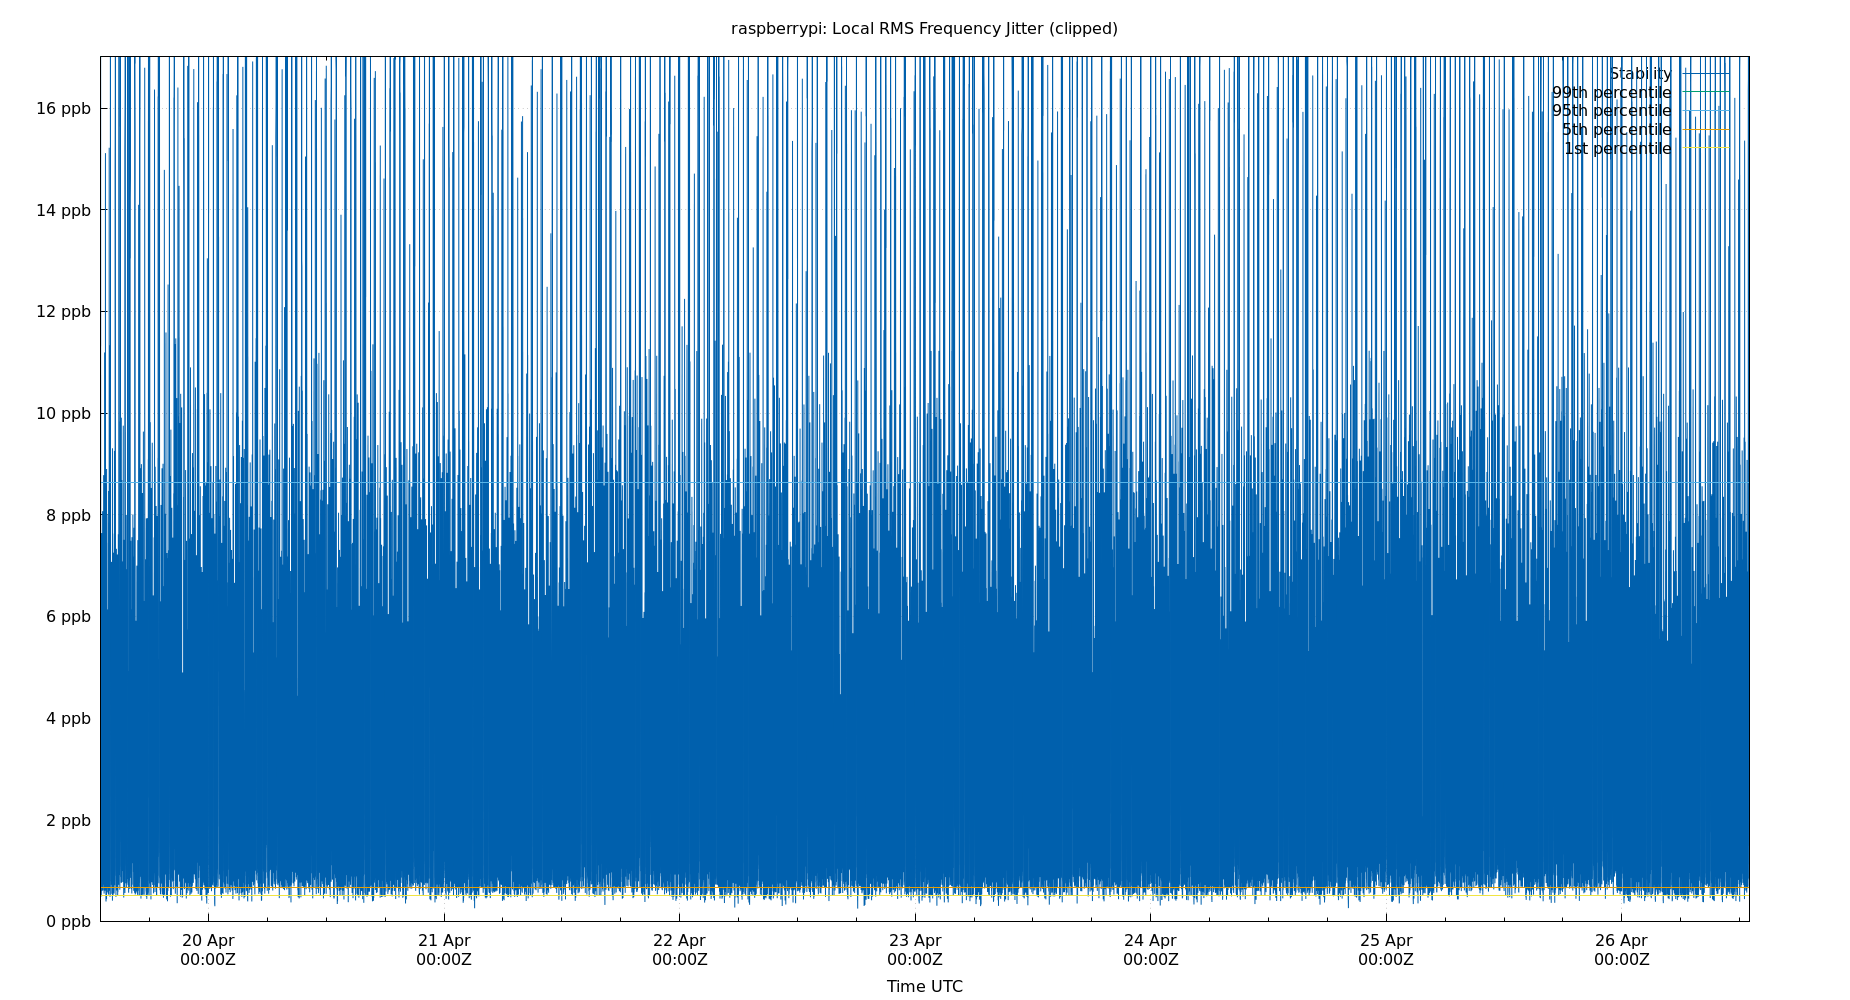 raspberrypi: Local RMS Frequency Jitter (clipped)
Stability
99th percentile
95th percentile
5th percentile
1st percentile
16 ppb
14 ppb
12 ppb
10 ppb
8 ppb
6 ppb
4 ppb
2 ppb
0 ppb
20 Apr 21 Apr 22 Apr 23 Apr 24 Apr 25 Apr 26 Apr
00:00Z 00:00Z 00:00Z 00:00Z 00:00Z 00:00Z 00:00Z
Time UTC